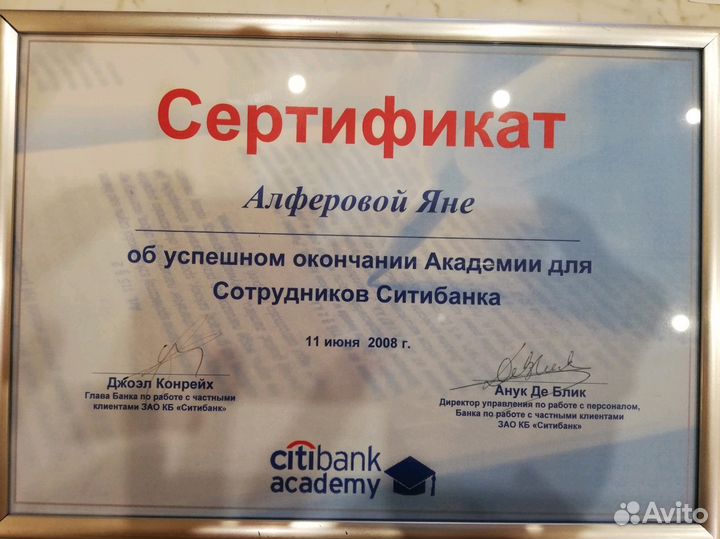 Сертификат
Алферовой Яне
об успешном окончании Академии для
Сотрудников Ситибанка
11 июня 2008 г.
Джоэл Конрейх
Глава Банка по работе с частными
клиентами ЗАО КБ «Ситибанк»
Анук Де Блик
Директор управления по работе с персоналом,
Банка по работе с частными клиентами
ЗАО КБ «Ситибанк»
citibank
academy
Avito